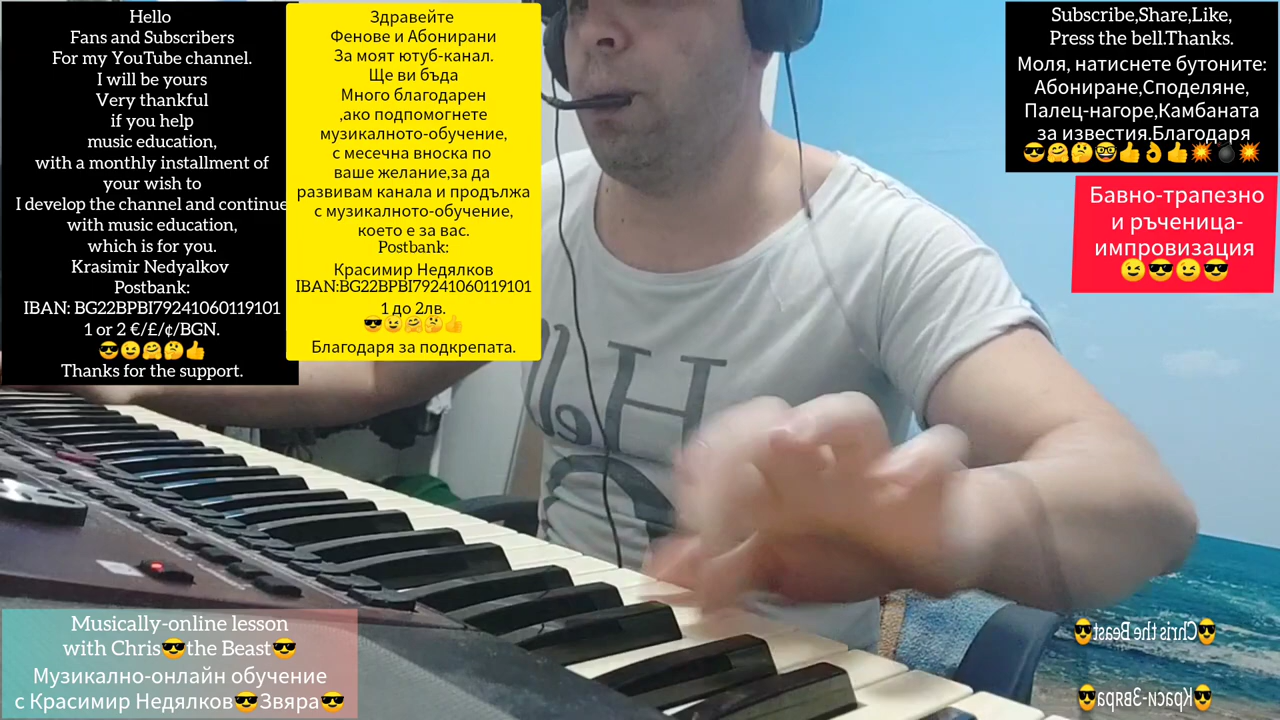 Hello
Fans and Subscribers
For my YouTube channel.
I will be yours
Very thankful
if you help
music education,
with a monthly installment of
your wish to
I develop the channel and continue
with music education,
which is for you.
Krasimir Nedyalkov
Postbank:
IBAN: BG22BPBI79241060119101
1 or 2 €/£/¢/BGN.
😎😉🤗🤔👍
Thanks for the support.
Здравейте
Фенове и Абонирани
За моят ютуб-канал.
Ще ви бъда
Много благодарен
,ако подпомогнете
музикалното-обучение,
с месечна вноска по
ваше желание,за да
развивам канала и продължа
с музикалното-обучение,
което е за вас.
Postbank:
Красимир Недялков
IBAN:BG22BPBI79241060119101
1 до 2лв.
😎😉🤗🤔👍
Благодаря за подкрепата.
Subscribe,Share,Like,
Press the bell.Thanks.
Моля, натиснете бутоните:
Абониране,Споделяне,
Палец-нагоре,Камбаната
за известия.Благодаря
😎🤗🤔🤓👍👌👍💥💣💥
Бавно-трапезно
и ръченица-
импровизация
😉😎😉😎
Hell
Musically-online lesson
with Chris😎the Beast😎
Музикално-онлайн обучение
с Красимир Недялков😎Звяра😎
😎Chris the Beast😎
😎Краси-Звяра😎